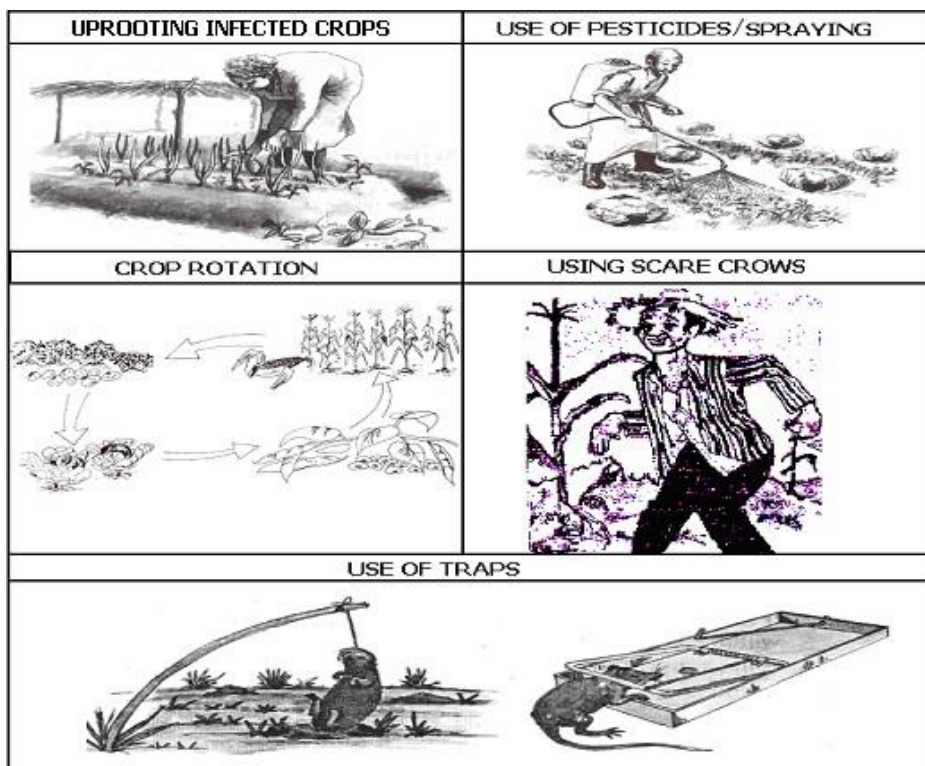 UPROOTING INFECTED CROPS
USE OF PESTICIDES/SPRAYING
CROP ROTATION
USING SCARE CROWS
USE OF TRAPS